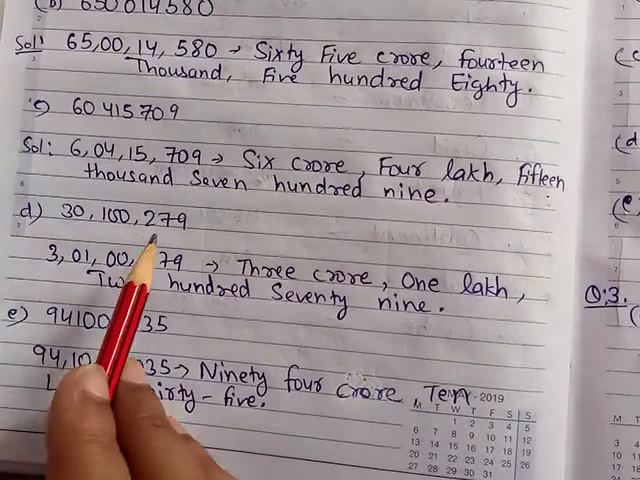 (b) 650014580
Sol: 65,00,14,580 → Sixty Five crore, fourteen
Thousand, Five hundred Eighty.
c) 60415709
Sol: 6,04,15,709 → Six crore, Four lakh, Fifteen
thousand Seven hundred nine.
d) 30,100,279
3,01,00, 79 → Three crore, One lakh,
Two hundred Seventy nine.
e) 94100 35
94,10 035 → Ninety four crore, Ten
irty-five.
-2019
M T W T F S S
1 2 3 4 5
6 7 8 9 10 11 12
13 14 15 16 17 18 19
20 21 22 23 24 25 26
27 28 29 30 31
(d
(e
Q:3.